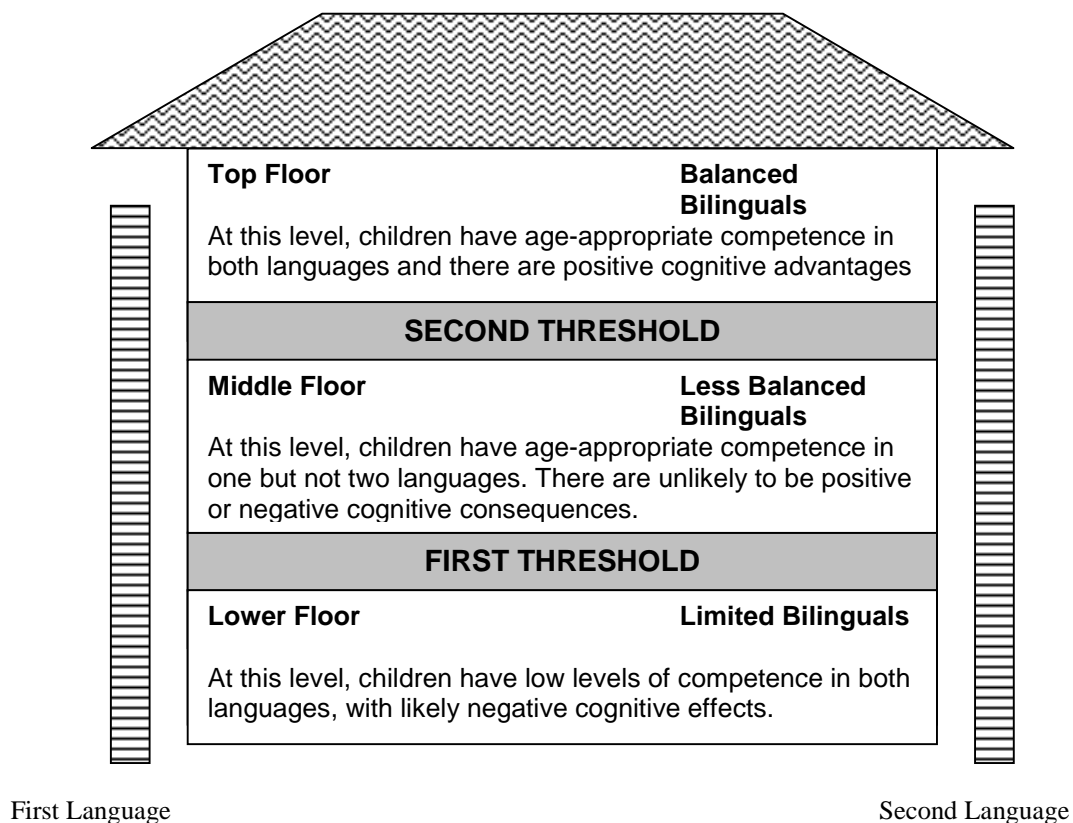 Top Floor Balanced
Bilinguals
At this level, children have age-appropriate competence in
both languages and there are positive cognitive advantages
SECOND THRESHOLD
Middle Floor Less Balanced
Bilinguals
At this level, children have age-appropriate competence in
one but not two languages. There are unlikely to be positive
or negative cognitive consequences.
FIRST THRESHOLD
Lower Floor Limited Bilinguals
At this level, children have low levels of competence in both
languages, with likely negative cognitive effects.
First Language Second Language